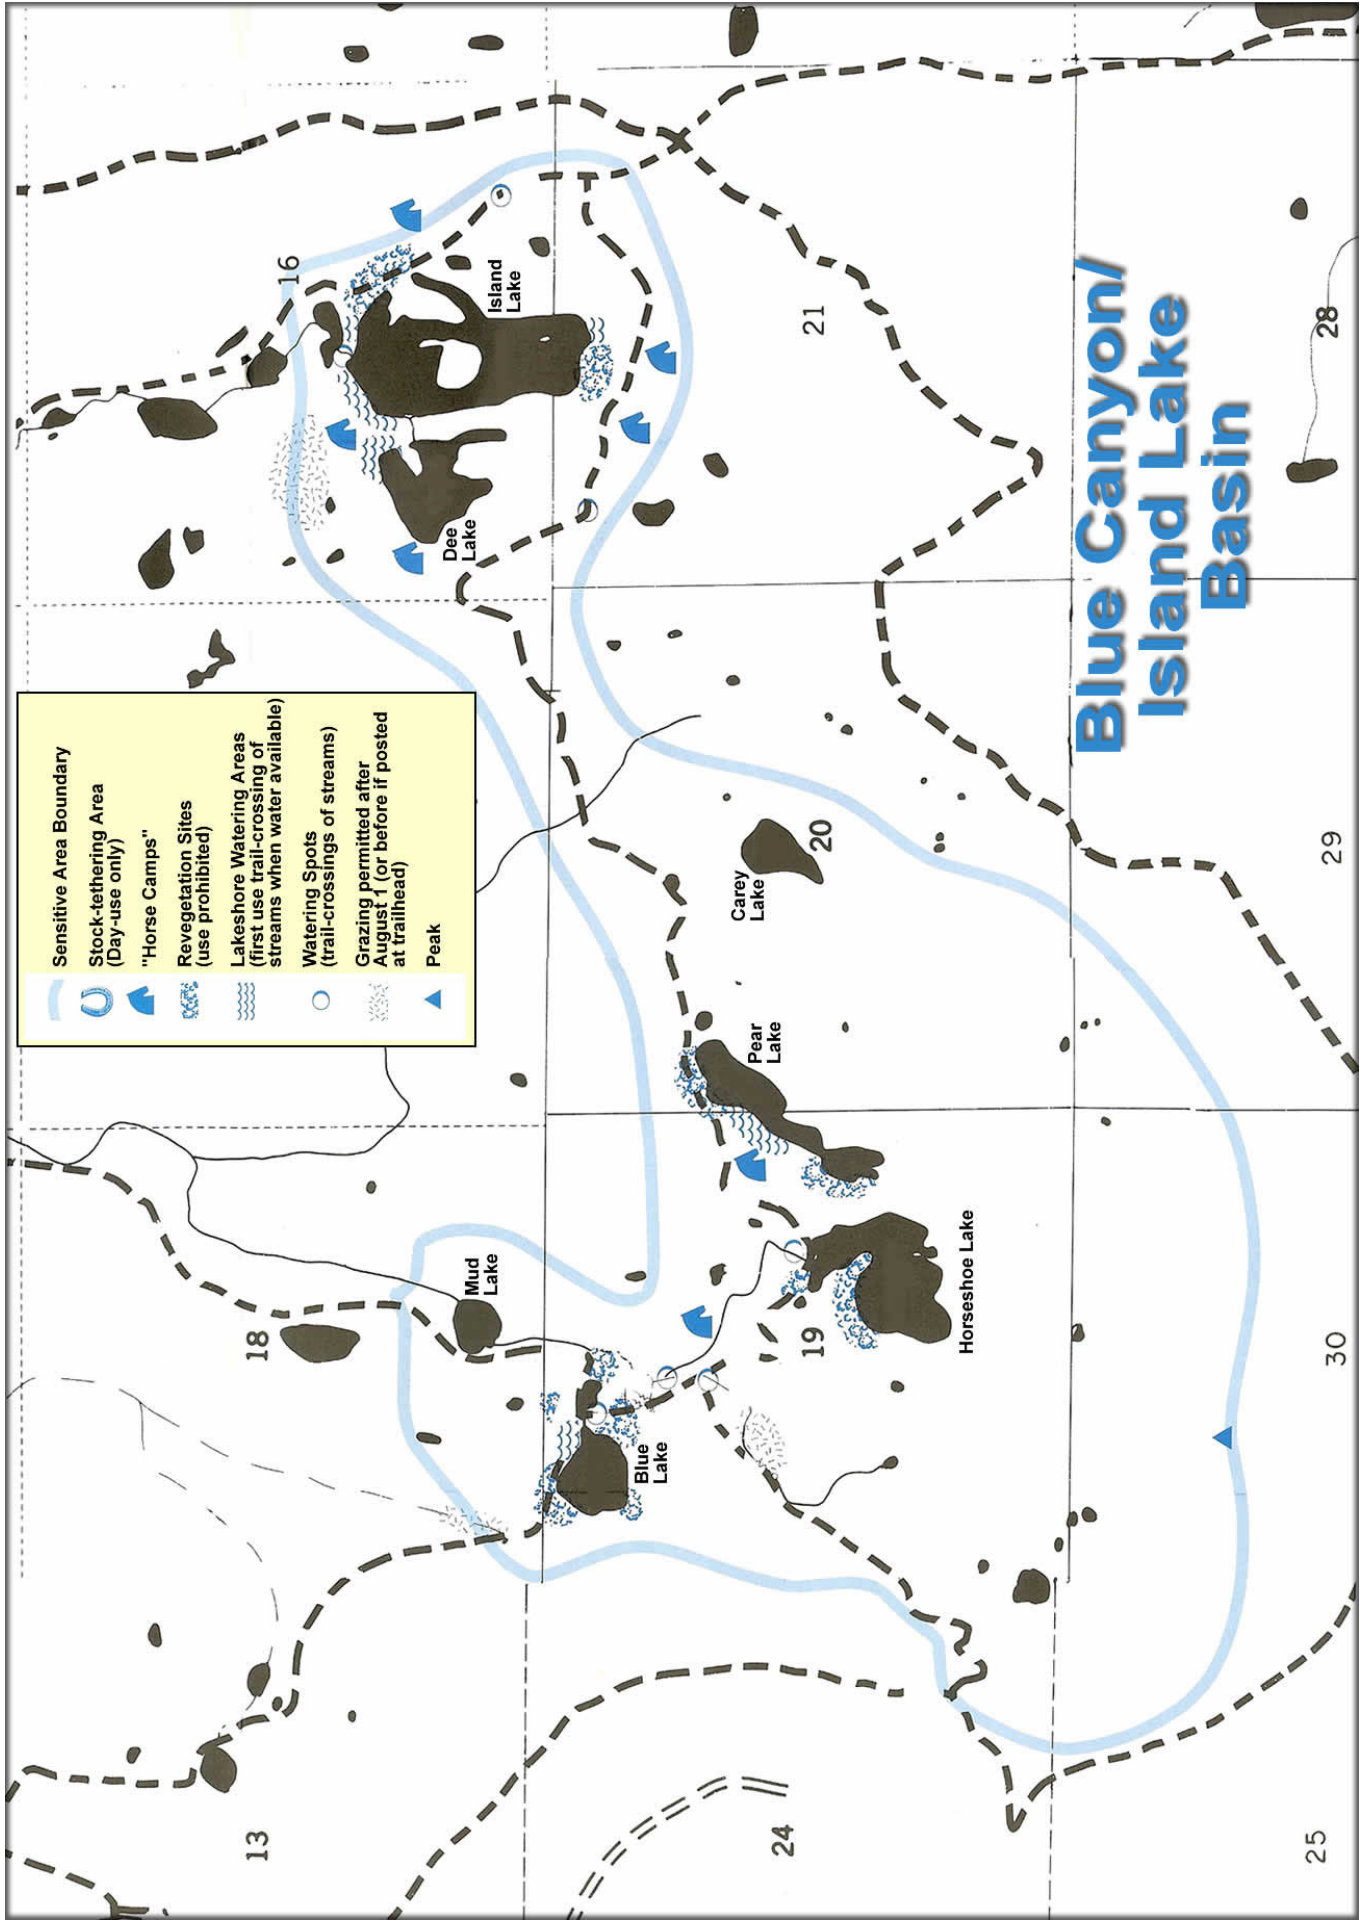 Blue Canyon/
Island Lake
Basin
Sensitive Area Boundary
Stock-tethering Area
(Day-use only)
"Horse Camps"
Revegetation Sites
(use prohibited)
Lakeshore Watering Areas
(first use trail-crossing of
streams when water available)
Watering Spots
(trail-crossings of streams)
Grazing permitted after
August 1 (or before if posted
at trailhead)
Peak
13
18
16
Mud
Lake
Dee
Lake
Island
Lake
Blue
Lake
Pear
Lake
Carey
Lake
Horseshoe Lake
24
19
20
21
25
30
29
28